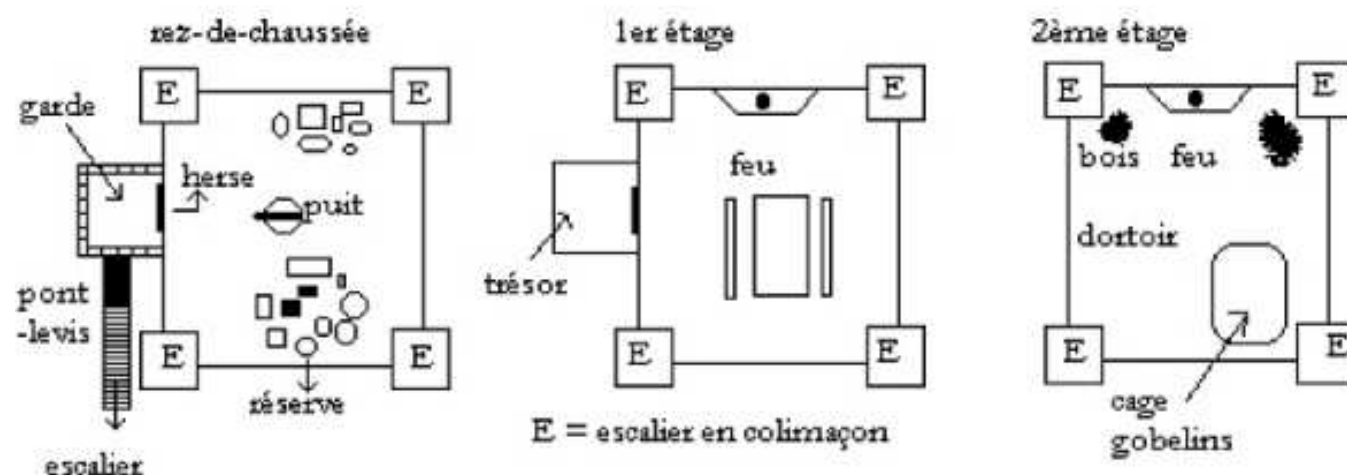 rez-de-chaussée
E E
garde
herse
puit
pont
-levis
E E
réserve
escalier
1er étage
E E
feu
trésor
E E
E = escalier en colimaçon
2ème étage
E E
bois feu
dortoir
E E
cage
gobelins